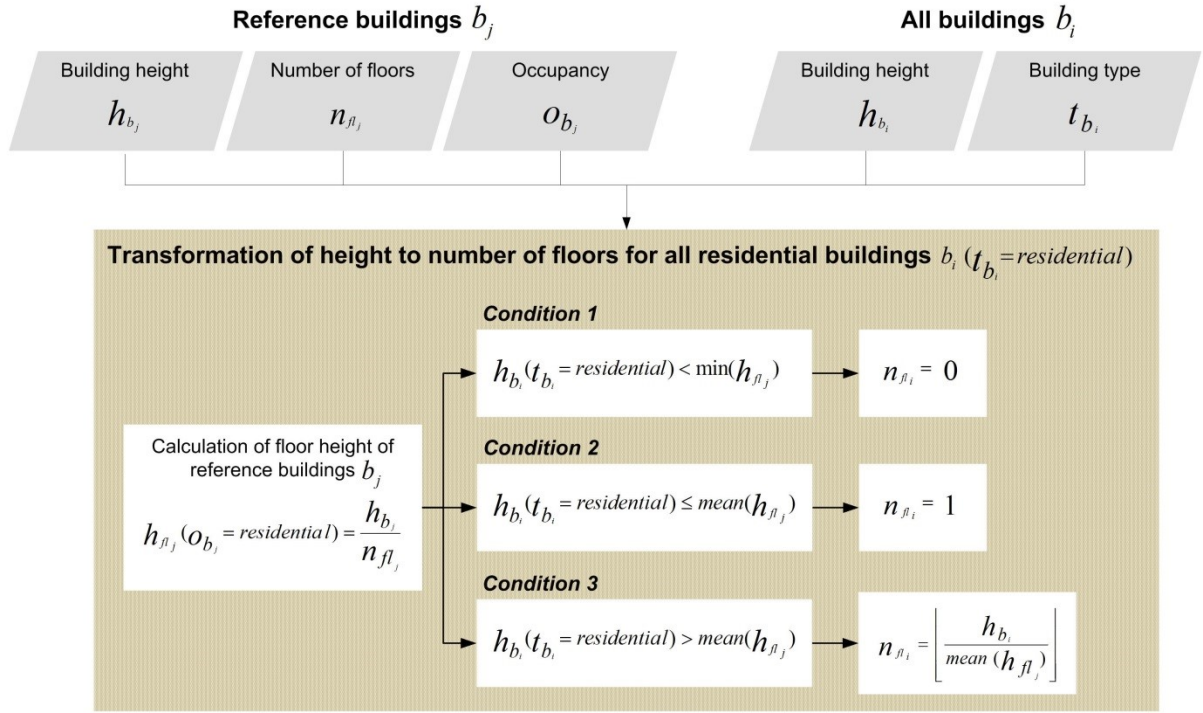 Reference buildings b_j
All buildings b_i
Building height
h_{b_j}
Number of floors
n_{fl_j}
Occupancy
o_{b_j}
Building height
h_{b_i}
Building type
t_{b_i}
Transformation of height to number of floors for all residential buildings b_i (t_{b_i} = residential)
Calculation of floor height of
reference buildings b_j
h_{fl_j}(o_{b_j} = residential) = h_{b_j} / n_{fl_j}
Condition 1
h_{b_i}(t_{b_i} = residential) < min(h_{fl_j})
n_{fl_i} = 0
Condition 2
h_{b_i}(t_{b_i} = residential) ≤ mean(h_{fl_j})
n_{fl_i} = 1
Condition 3
h_{b_i}(t_{b_i} = residential) > mean(h_{fl_j})
n_{fl_i} = ⌊h_{b_i} / mean(h_{fl_j})⌋